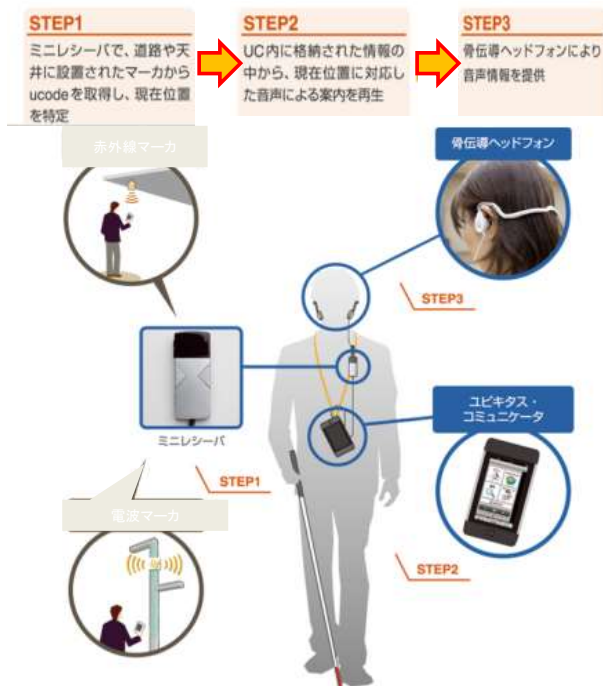 STEP1
ミニレシーバで、道路や天
井に設置されたマーカから
ucodeを取得し、現在位置
を特定
STEP2
UC内に格納された情報の
中から、現在位置に対応し
た音声による案内を再生
STEP3
骨伝導ヘッドフォンにより
音声情報を提供
赤外線マーカ
骨伝導ヘッドフォン
STEP3
ミニレシーバ
ユビキタス・
コミュニケータ
STEP1
電波マーカ
STEP2